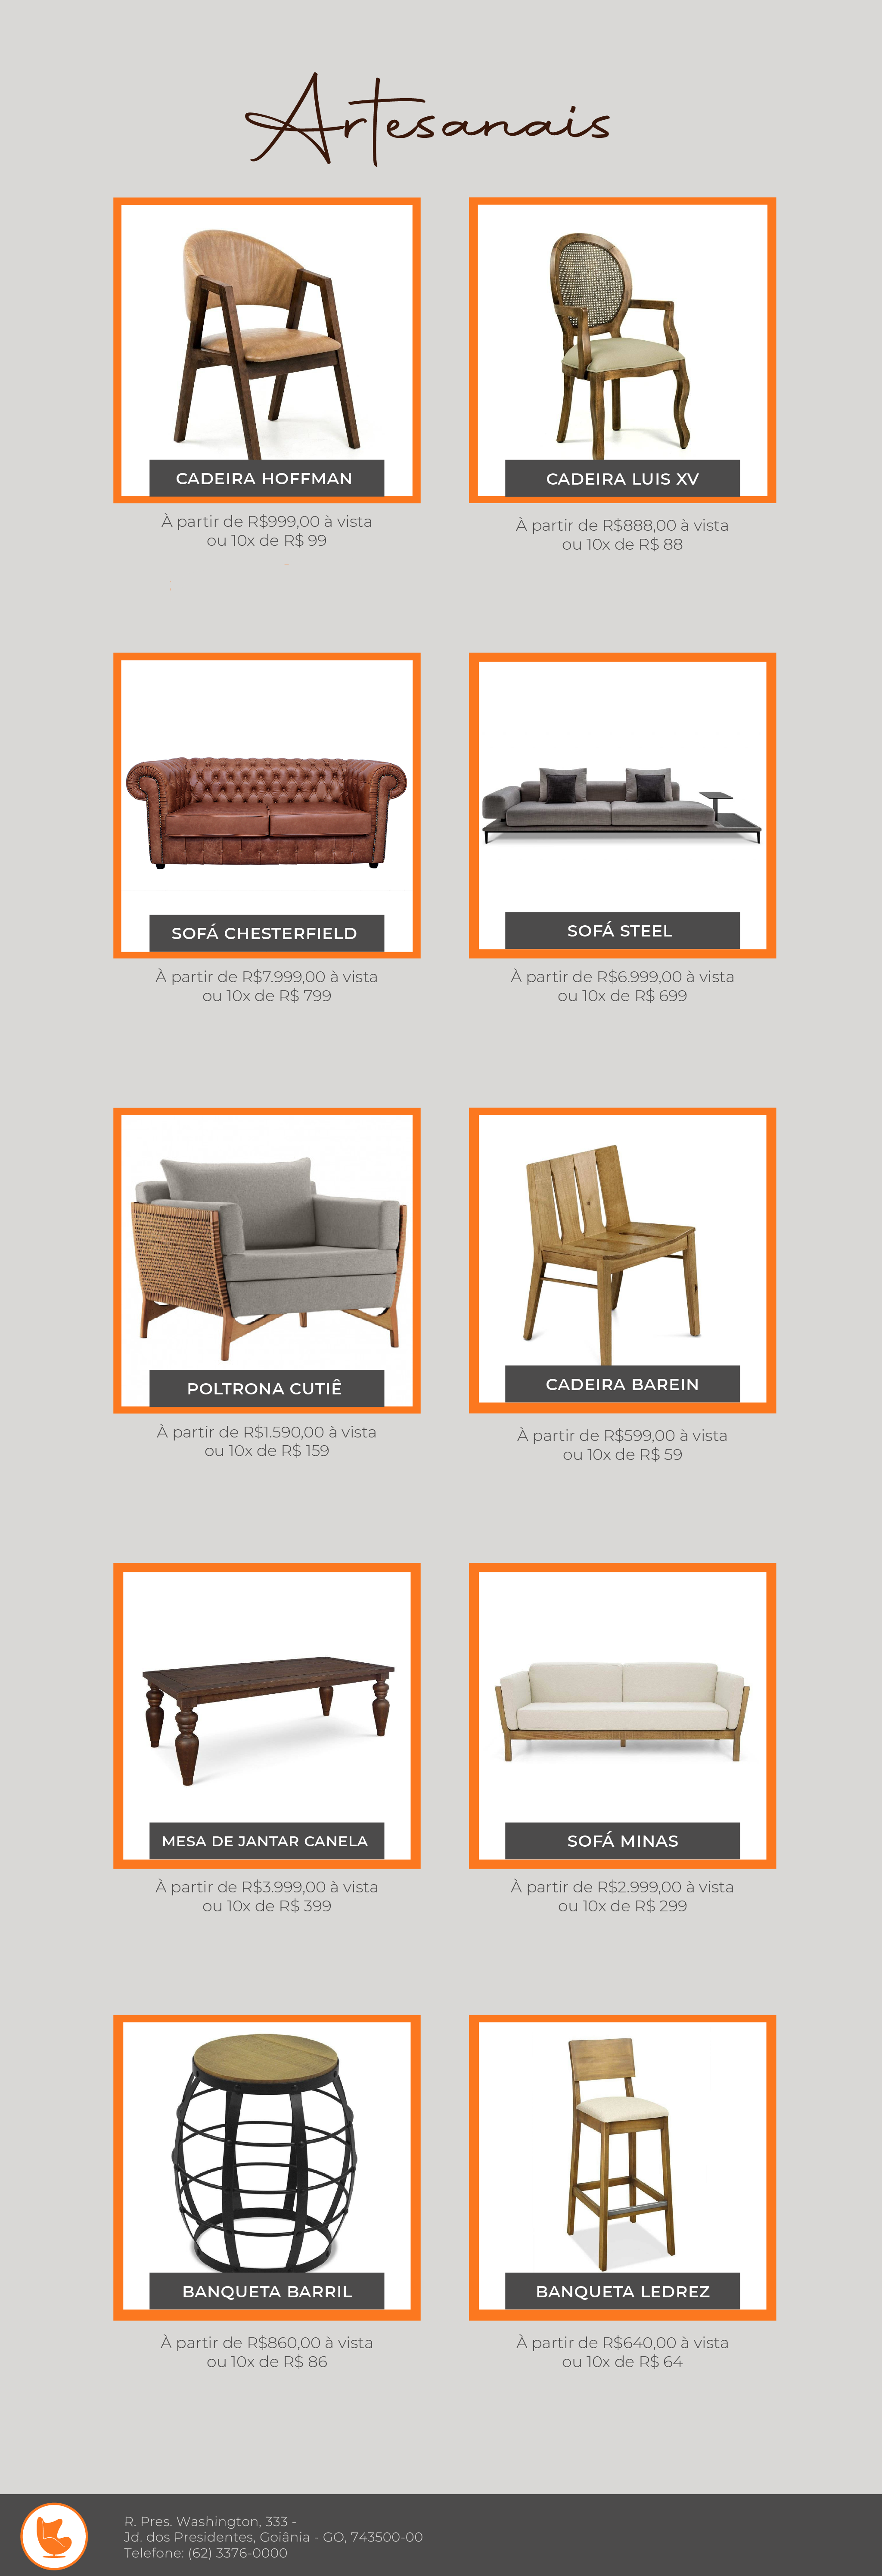 Artesanais
CADEIRA HOFFMAN
À partir de R$999,00 à vista
ou 10x de R$ 99
CADEIRA LUIS XV
À partir de R$888,00 à vista
ou 10x de R$ 88
SOFÁ CHESTERFIELD
À partir de R$7.999,00 à vista
ou 10x de R$ 799
SOFÁ STEEL
À partir de R$6.999,00 à vista
ou 10x de R$ 699
POLTRONA CUTIÊ
À partir de R$1.590,00 à vista
ou 10x de R$ 159
CADEIRA BAREIN
À partir de R$599,00 à vista
ou 10x de R$ 59
MESA DE JANTAR CANELA
À partir de R$3.999,00 à vista
ou 10x de R$ 399
SOFÁ MINAS
À partir de R$2.999,00 à vista
ou 10x de R$ 299
BANQUETA BARRIL
À partir de R$860,00 à vista
ou 10x de R$ 86
BANQUETA LEDREZ
À partir de R$640,00 à vista
ou 10x de R$ 64
R. Pres. Washington, 333 -
Jd. dos Presidentes, Goiânia - GO, 743500-00
Telefone: (62) 3376-0000